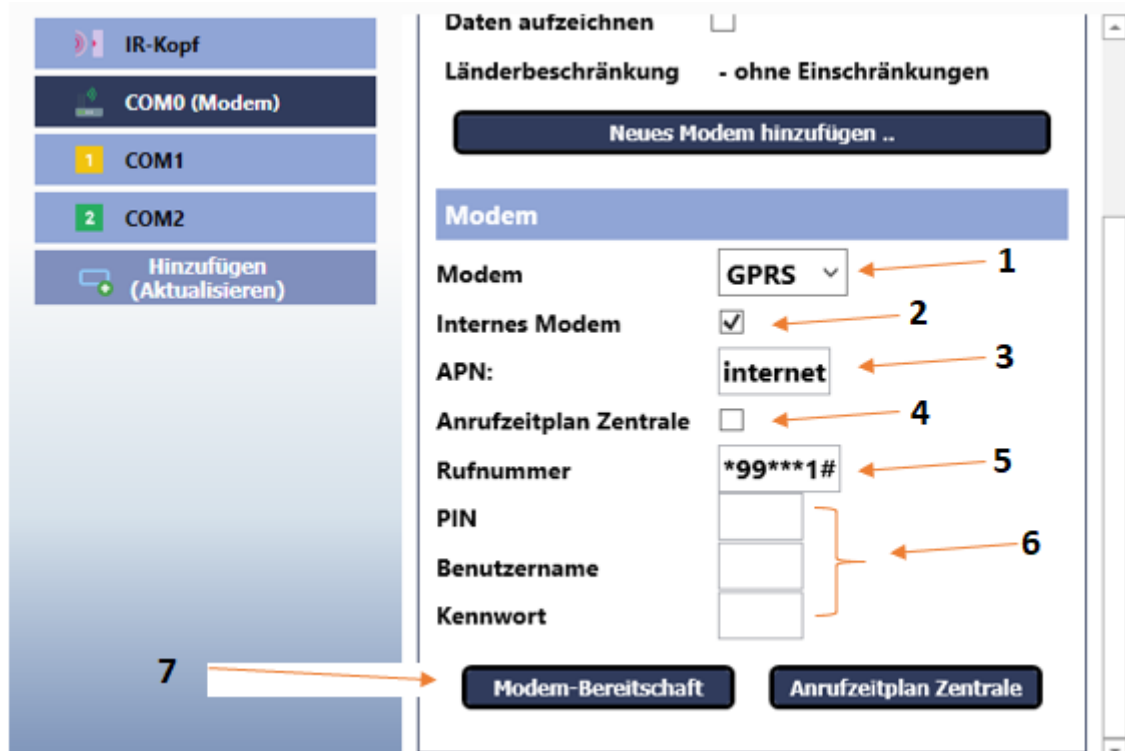 IR-Kopf
COM0 (Modem)
1 COM1
2 COM2
Hinzufügen
(Aktualisieren)
Daten aufzeichnen
Länderbeschränkung - ohne Einschränkungen
Neues Modem hinzufügen ..
Modem
Modem GPRS 1
Internes Modem 2
APN: internet 3
Anrufzeitplan Zentrale 4
Rufnummer *99***1# 5
PIN
Benutzername 6
Kennwort
7 Modem-Bereitschaft Anrufzeitplan Zentrale